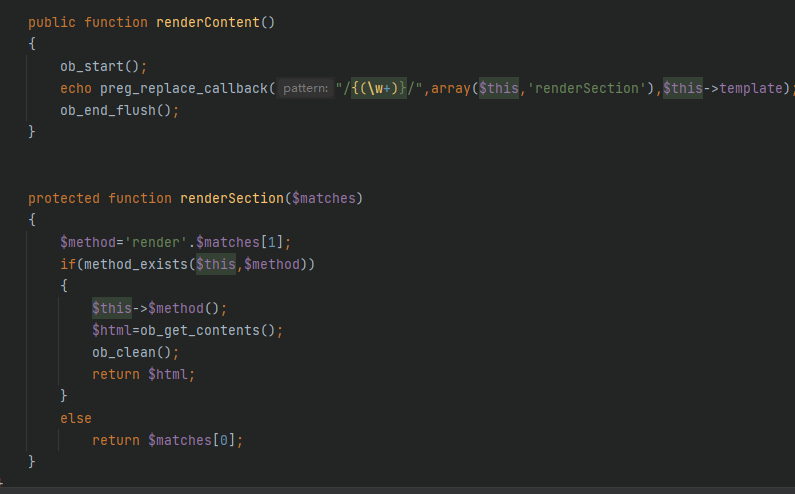 public function renderContent()
{
    ob_start();
    echo preg_replace_callback( pattern: "/{(\w+)}/",array($this,'renderSection'),$this->template);
    ob_end_flush();
}
protected function renderSection($matches)
{
    $method='render'.$matches[1];
    if(method_exists($this,$method))
    {
        $this->$method();
        $html=ob_get_contents();
        ob_clean();
        return $html;
    }
    else
        return $matches[0];
}